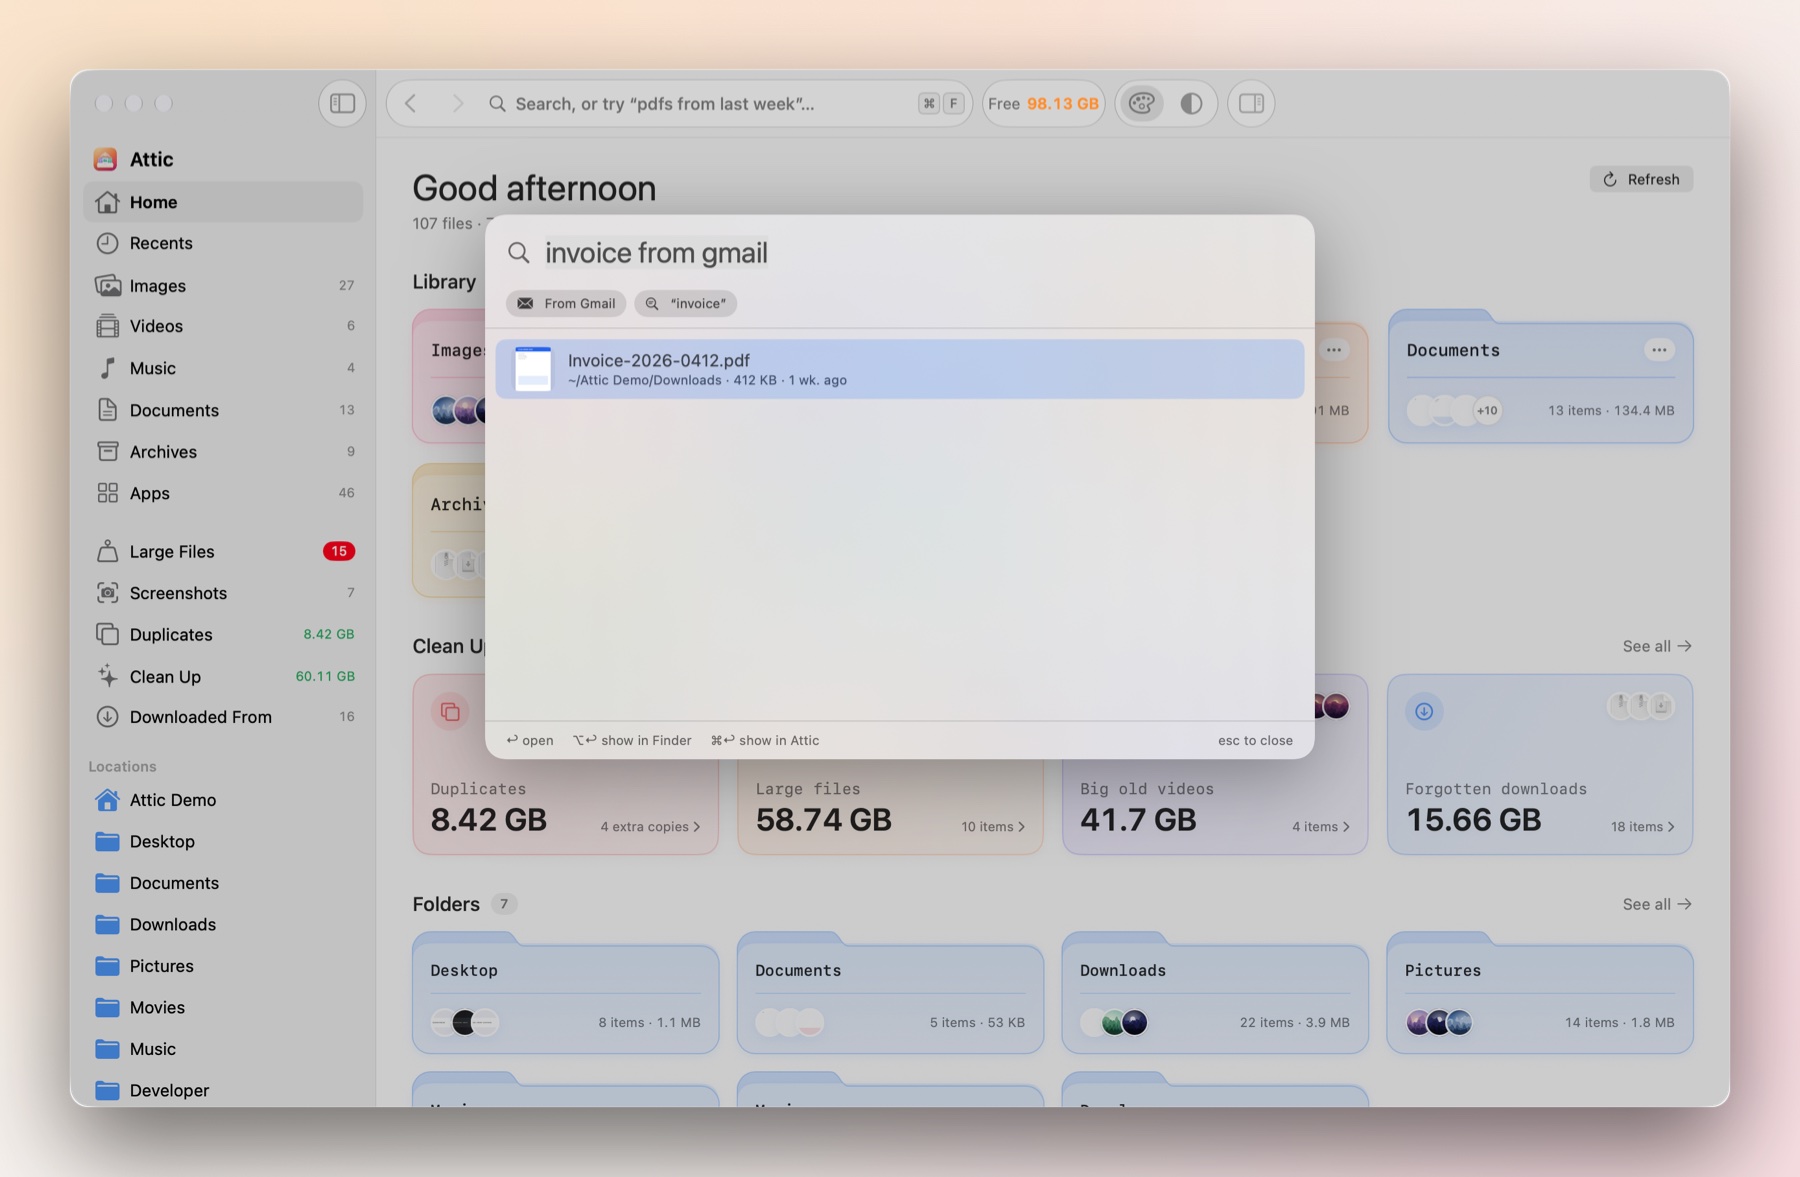 Search, or try “pdfs from last week”...
⌘ F
Free 98.13 GB
Attic
Home
Recents
Images 27
Videos 6
Music 4
Documents 13
Archives 9
Apps 46
Large Files 15
Screenshots 7
Duplicates 8.42 GB
Clean Up 60.11 GB
Downloaded From 16
Locations
Attic Demo
Desktop
Documents
Downloads
Pictures
Movies
Music
Developer
Good afternoon
Refresh
107 files ·
Library
invoice from gmail
From Gmail
“invoice”
Invoice-2026-0412.pdf
~/Attic Demo/Downloads · 412 KB · 1 wk. ago
↩ open ⌥↩ show in Finder ⌘↩ show in Attic esc to close
Images
MB
Documents
+10 13 items · 134.4 MB
Clean Up
See all →
Duplicates
8.42 GB 4 extra copies >
Large files
58.74 GB 10 items >
Big old videos
41.7 GB 4 items >
Forgotten downloads
15.66 GB 18 items >
Folders 7
See all →
Desktop
8 items · 1.1 MB
Documents
5 items · 53 KB
Downloads
22 items · 3.9 MB
Pictures
14 items · 1.8 MB